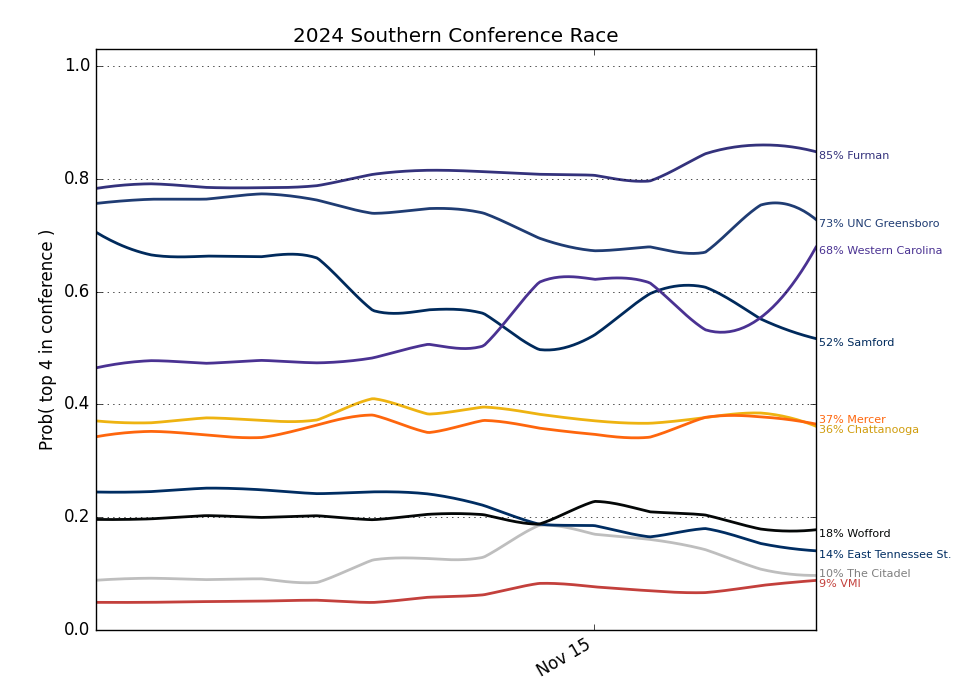 2024 Southern Conference Race
Prob( top 4 in conference )
1.0
0.8
0.6
0.4
0.2
0.0
Nov 15
85% Furman
73% UNC Greensboro
68% Western Carolina
52% Samford
37% Mercer
36% Chattanooga
18% Wofford
14% East Tennessee St.
10% The Citadel
9% VMI